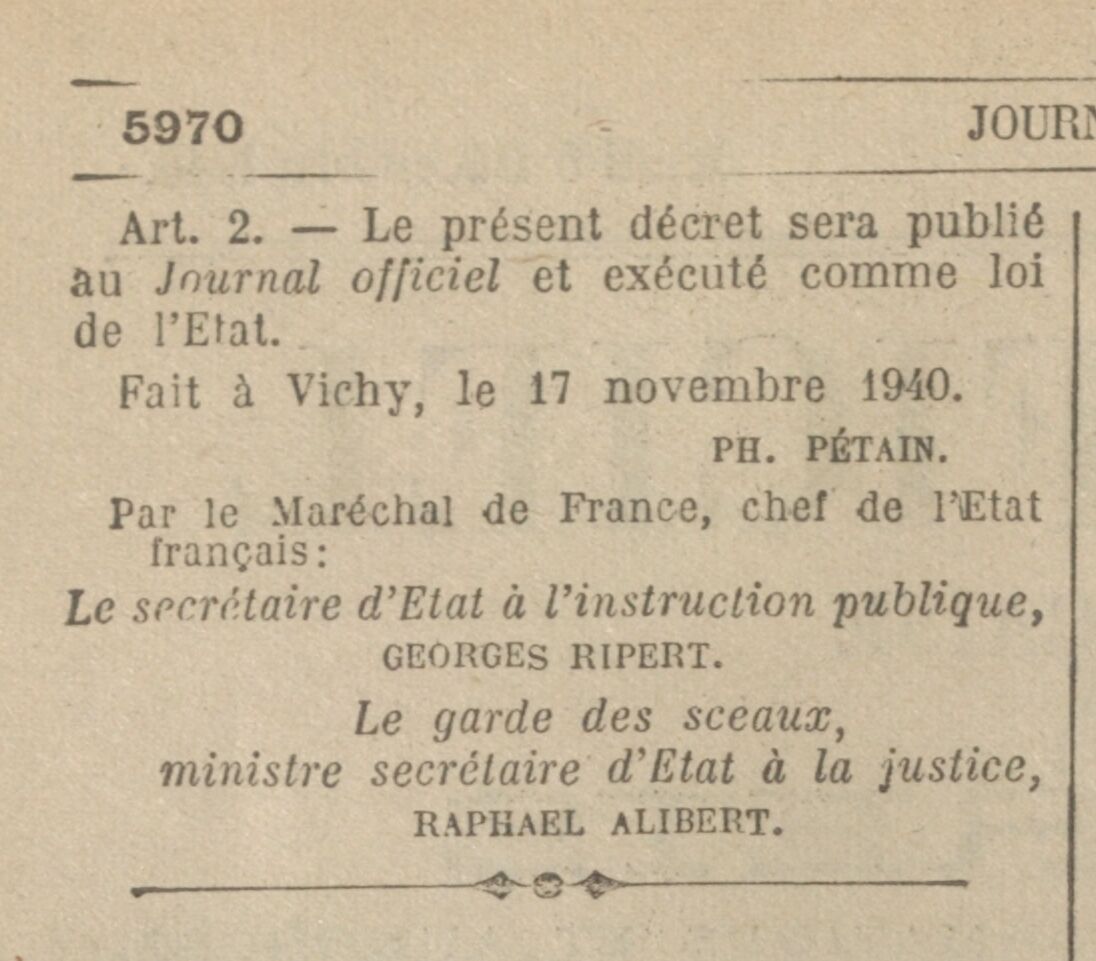 5970
JOURN
Art. 2. — Le présent décret sera publié
au Journal officiel et exécuté comme loi
de l'Etat.
Fait à Vichy, le 17 novembre 1940.
PH. PÉTAIN.
Par le Maréchal de France, chef de l'Etat
français:
Le secrétaire d'Etat à l'instruction publique,
GEORGES RIPERT.
Le garde des sceaux,
ministre secrétaire d'Etat à la justice,
RAPHAEL ALIBERT.